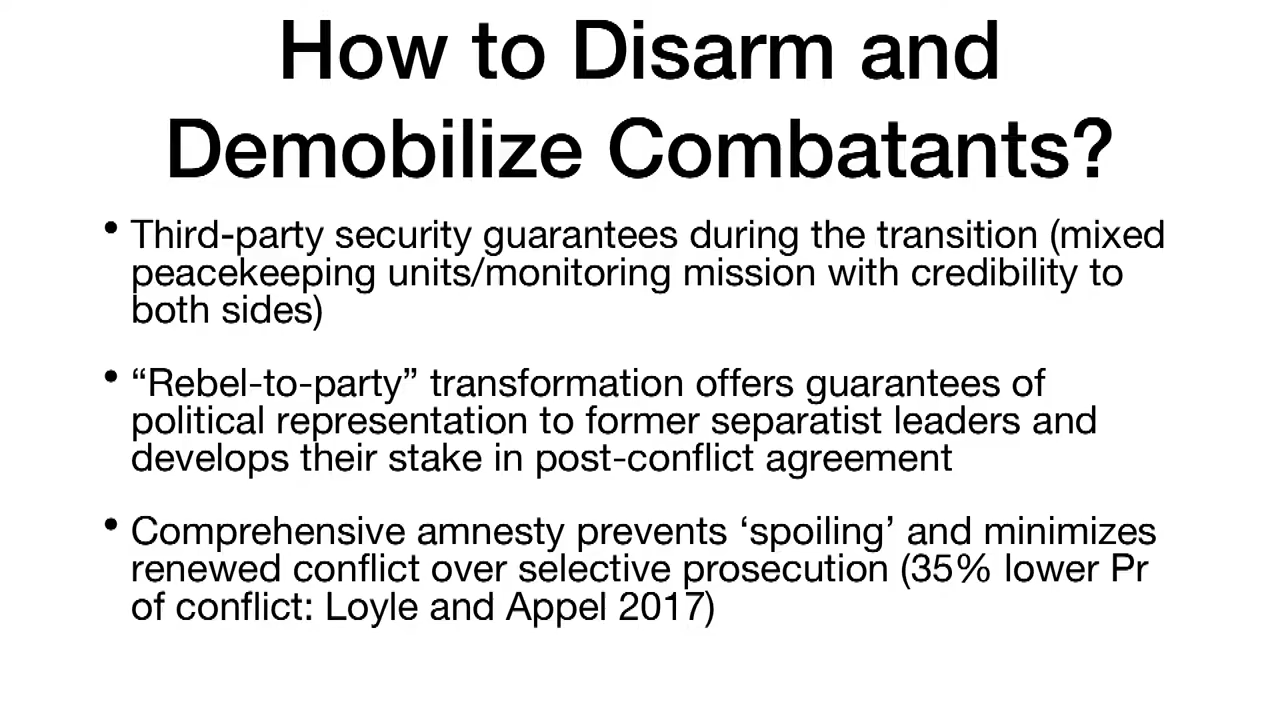 How to Disarm and
Demobilize Combatants?
• Third-party security guarantees during the transition (mixed
peacekeeping units/monitoring mission with credibility to
both sides)
• “Rebel-to-party” transformation offers guarantees of
political representation to former separatist leaders and
develops their stake in post-conflict agreement
• Comprehensive amnesty prevents ‘spoiling’ and minimizes
renewed conflict over selective prosecution (35% lower Pr
of conflict: Loyle and Appel 2017)